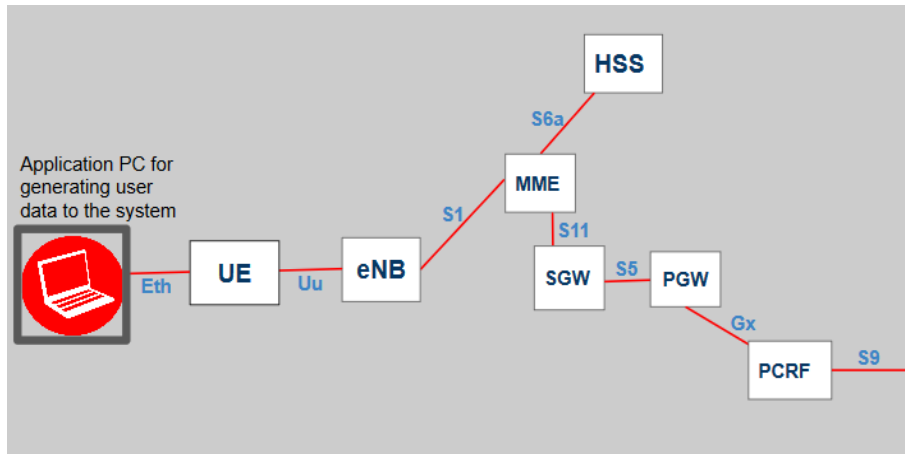 HSS
S6a
Application PC for
generating user
data to the system
MME
S1
S11
Eth
UE
Uu
eNB
SGW
S5
PGW
Gx
PCRF
S9